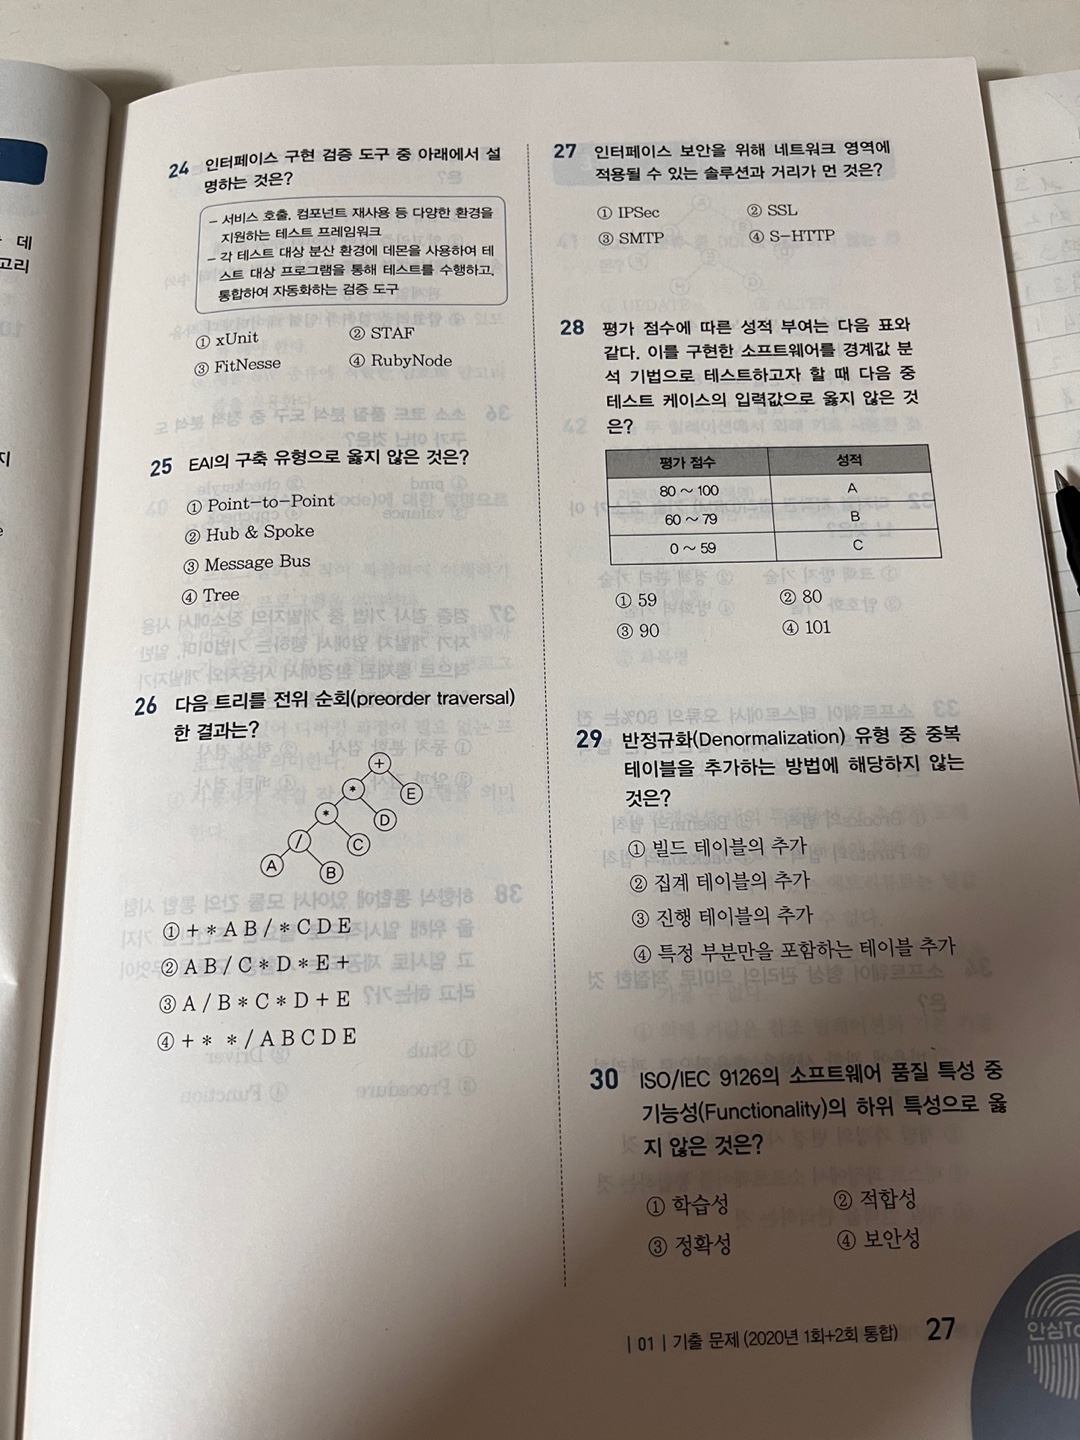 데
고리
지
24 인터페이스 구현 검증 도구 중 아래에서 설
명하는 것은?
– 서비스 호출, 컴포넌트 재사용 등 다양한 환경을
지원하는 테스트 프레임워크
– 각 테스트 대상 분산 환경에 데몬을 사용하여 테
스트 대상 프로그램을 통해 테스트를 수행하고,
통합하여 자동화하는 검증 도구
① xUnit ② STAF
③ FitNesse ④ RubyNode
25 EAI의 구축 유형으로 옳지 않은 것은?
① Point-to-Point
② Hub & Spoke
③ Message Bus
④ Tree
26 다음 트리를 전위 순회(preorder traversal)
한 결과는?
+
* E
* D
/ C
A B
① + * A B / * C D E
② A B / C * D * E +
③ A / B * C * D + E
④ + * * / A B C D E
27 인터페이스 보안을 위해 네트워크 영역에
적용될 수 있는 솔루션과 거리가 먼 것은?
① IPSec ② SSL
③ SMTP ④ S-HTTP
28 평가 점수에 따른 성적 부여는 다음 표와
같다. 이를 구현한 소프트웨어를 경계값 분
석 기법으로 테스트하고자 할 때 다음 중
테스트 케이스의 입력값으로 옳지 않은 것
은?
평가 점수 성적
80 ~ 100 A
60 ~ 79 B
0 ~ 59 C
① 59 ② 80
③ 90 ④ 101
29 반정규화(Denormalization) 유형 중 중복
테이블을 추가하는 방법에 해당하지 않는
것은?
① 빌드 테이블의 추가
② 집계 테이블의 추가
③ 진행 테이블의 추가
④ 특정 부분만을 포함하는 테이블 추가
30 ISO/IEC 9126의 소프트웨어 품질 특성 중
기능성(Functionality)의 하위 특성으로 옳
지 않은 것은?
① 학습성 ② 적합성
③ 정확성 ④ 보안성
| 01 | 기출 문제 (2020년 1회+2회 통합) 27